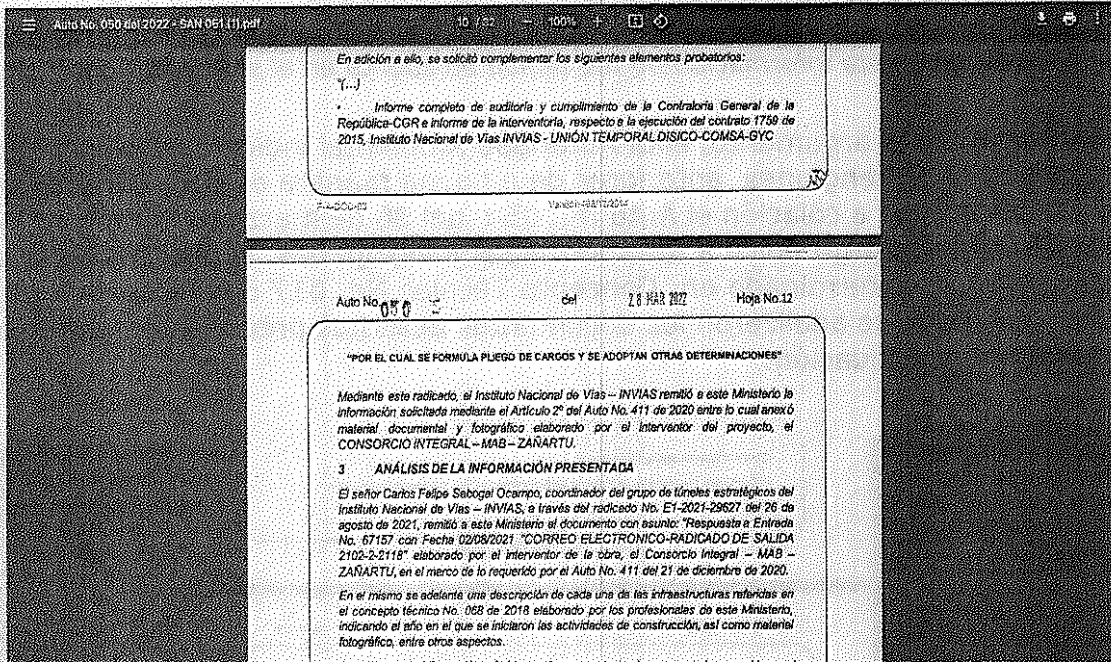 Auto No. 050 del 2022 - SAN 061 (1).pdf
/ 32
100%
En adición a ello, se solicitó complementar los siguientes elementos probatorios:
"(...)
• Informe completo de auditoria y cumplimiento de la Contraloría General de la
República-CGR e informe de la interventoría, respecto a la ejecución del contrato 1759 de
2015, Instituto Nacional de Vías INVIAS - UNIÓN TEMPORAL DISICO-COMSA-GYC
Auto No. 050
del
28 MAR 2022
Hoja No.12
"POR EL CUAL SE FORMULA PLIEGO DE CARGOS Y SE ADOPTAN OTRAS DETERMINACIONES"
Mediante este radicado, el Instituto Nacional de Vías – INVIAS remitió a este Ministerio la
información solicitada mediante el Artículo 2º del Auto No. 411 de 2020 entre lo cual anexó
material documental y fotográfico elaborado por el interventor del proyecto, el
CONSORCIO INTEGRAL – MAB – ZAÑARTU.
3 ANÁLISIS DE LA INFORMACIÓN PRESENTADA
El señor Carlos Felipe Sabogal Ocampo, coordinador del grupo de túneles estratégicos del
Instituto Nacional de Vías – INVIAS, a través del radicado No. E1-2021-29627 del 26 de
agosto de 2021, remitió a este Ministerio el documento con asunto: "Respuesta a Entrada
No. 67157 con Fecha 02/08/2021 "CORREO ELECTRONICO-RADICADO DE SALIDA
2102-2-2118" elaborado por el interventor de la obra, el Consorcio Integral – MAB –
ZAÑARTU, en el marco de lo requerido por el Auto No. 411 del 21 de diciembre de 2020.
En el mismo se adelanta una descripción de cada una de las infraestructuras referidas en
el concepto técnico No. 068 de 2018 elaborado por los profesionales de este Ministerio,
indicando el año en el que se iniciaron las actividades de construcción, así como material
fotográfico, entre otros aspectos.